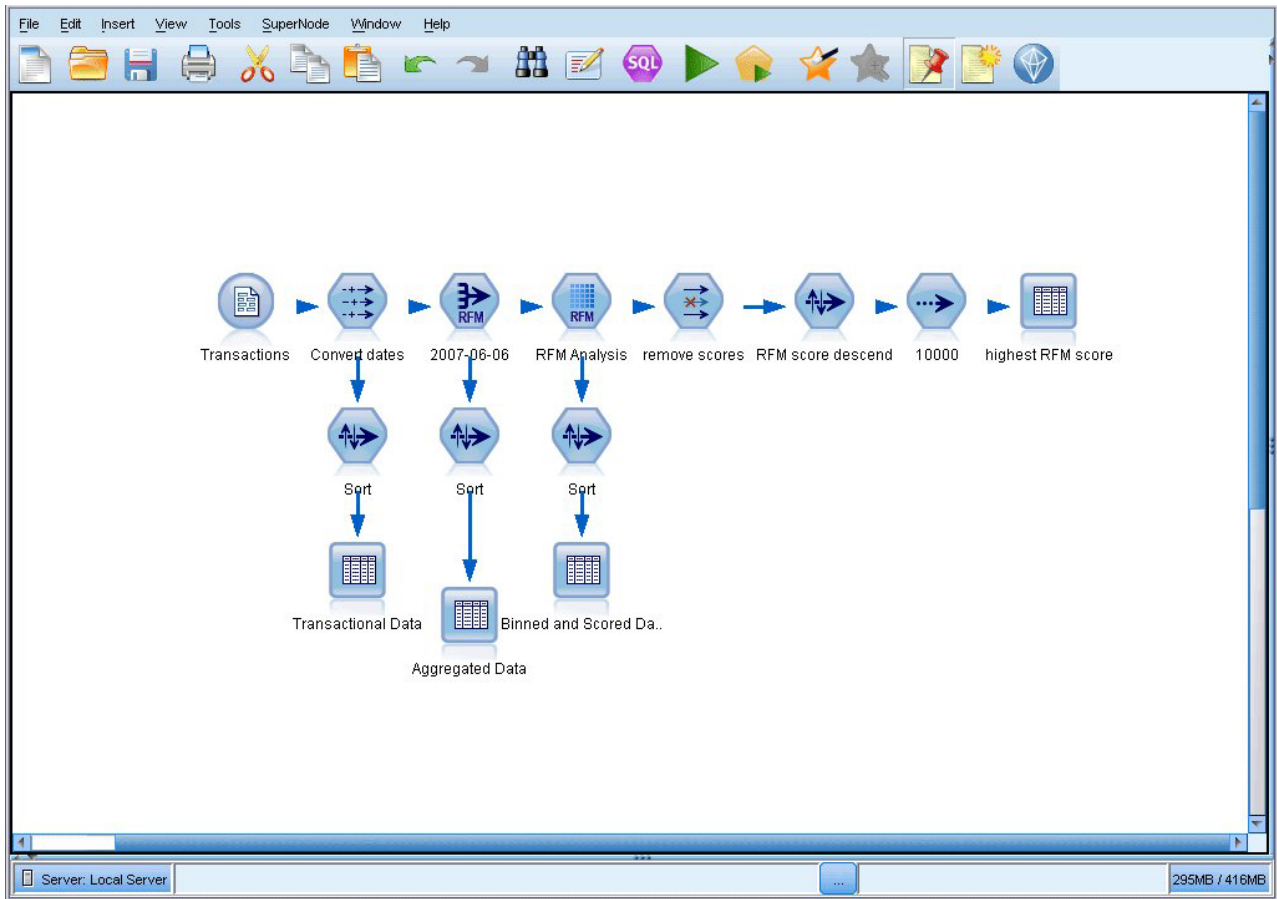 File Edit Insert View Tools SuperNode Window Help
SQL
RFM RFM
Transactions Convert dates 2007-06-06 RFM Analysis remove scores RFM score descend 10000 highest RFM score
Sort Sort Sort
Transactional Data Binned and Scored Da..
Aggregated Data
Server: Local Server ... 295MB / 416MB